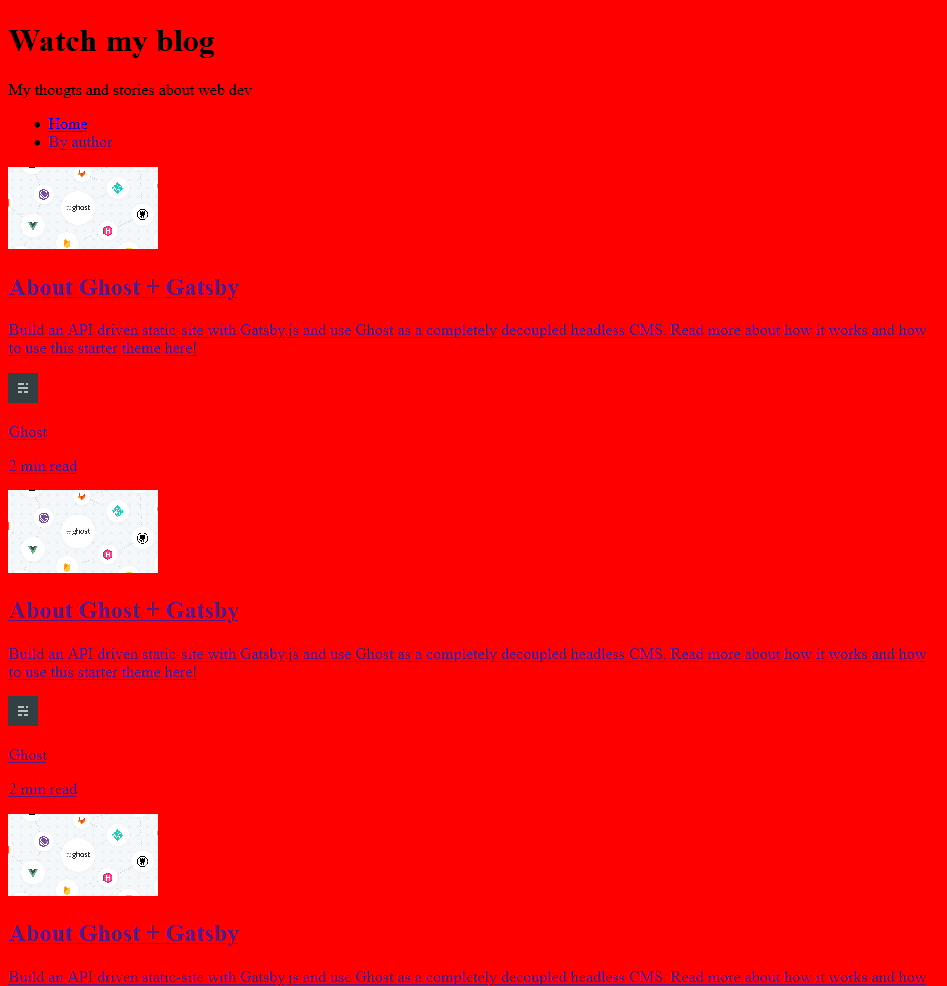 Watch my blog
My thougts and stories about web dev
Home
By author
ghost
About Ghost + Gatsby
Build an API driven static-site with Gatsby.js and use Ghost as a completely decoupled headless CMS. Read more about how it works and how
to use this starter theme here!
Ghost
2 min read
ghost
About Ghost + Gatsby
Build an API driven static-site with Gatsby.js and use Ghost as a completely decoupled headless CMS. Read more about how it works and how
to use this starter theme here!
Ghost
2 min read
ghost
About Ghost + Gatsby
Build an API driven static-site with Gatsby.js and use Ghost as a completely decoupled headless CMS. Read more about how it works and how